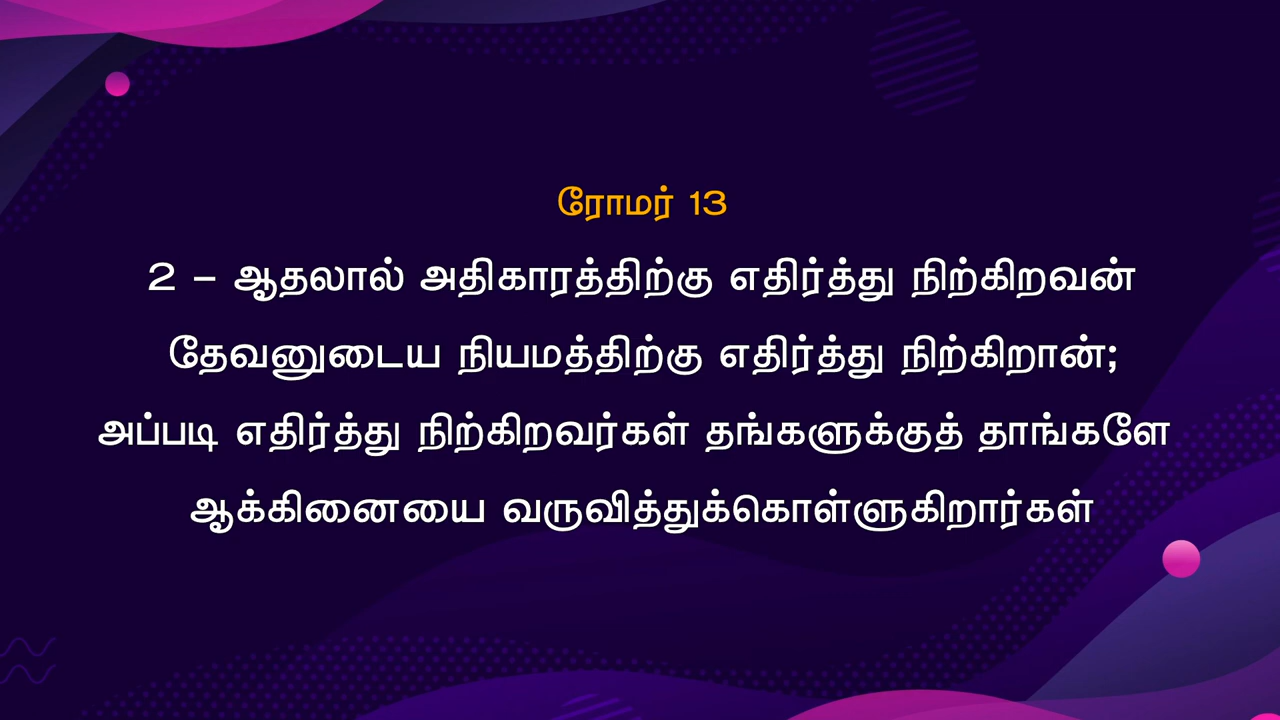 ரோமர் 13
2 – ஆதலால் அதிகாரத்திற்கு எதிர்த்து நிற்கிறவன்
தேவனுடைய நியமத்திற்கு எதிர்த்து நிற்கிறான்;
அப்படி எதிர்த்து நிற்கிறவர்கள் தங்களுக்குத் தாங்களே
ஆக்கினையை வருவித்துக்கொள்ளுகிறார்கள்